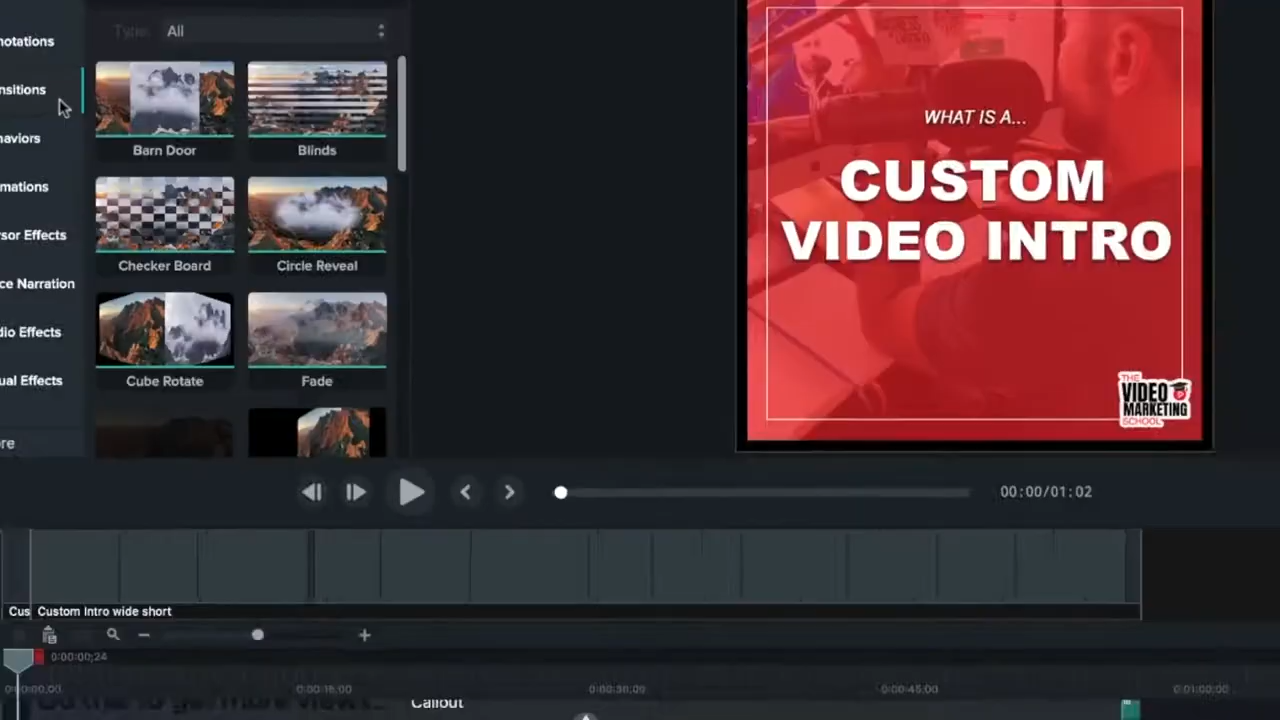 notations
Type: All
nsitions
Barn Door
Blinds
haviors
mations
Checker Board
Circle Reveal
sor Effects
ce Narration
dio Effects
ual Effects
Cube Rotate
Fade
re
WHAT IS A...
CUSTOM
VIDEO INTRO
THE
VIDEO
MARKETING
SCHOOL
00:00/01:02
Cus
Custom Intro wide short
0:00:00;24
0:00:00;00
0:00:15;00
0:00:30;00
0:00:45;00
0:01:00;00
Callout